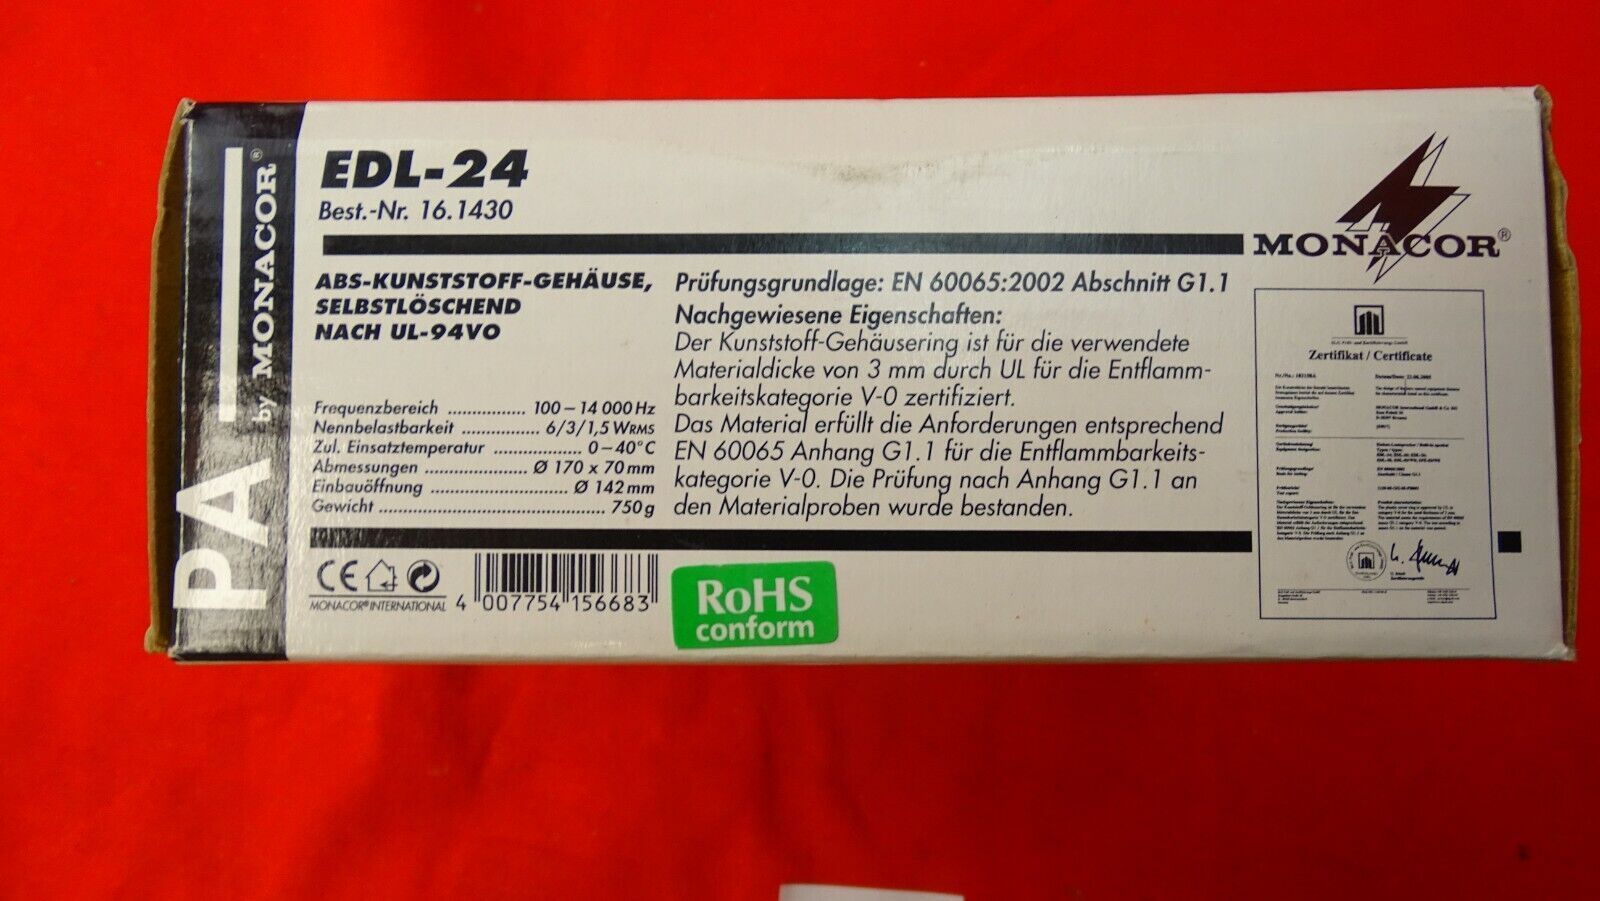 PA
by MONACOR®
EDL-24
Best.-Nr. 16.1430
MONACOR®
ABS-KUNSTSTOFF-GEHÄUSE,
SELBSTLÖSCHEND
NACH UL-94VO
Frequenzbereich ................ 100 – 14 000 Hz
Nennbelastbarkeit ................ 6/3/1,5 WRMS
Zul. Einsatztemperatur .................. 0 – 40°C
Abmessungen ..................... Ø 170 x 70 mm
Einbauöffnung ............................ Ø 142 mm
Gewicht .............................................. 750 g
Prüfungsgrundlage: EN 60065:2002 Abschnitt G1.1
Nachgewiesene Eigenschaften:
Der Kunststoff-Gehäusering ist für die verwendete
Materialdicke von 3 mm durch UL für die Entflamm-
barkeitskategorie V-0 zertifiziert.
Das Material erfüllt die Anforderungen entsprechend
EN 60065 Anhang G1.1 für die Entflammbarkeits-
kategorie V-0. Die Prüfung nach Anhang G1.1 an
den Materialproben wurde bestanden.
CE
MONACOR® INTERNATIONAL
4 007754 156683
RoHS
conform
Zertifikat / Certificate